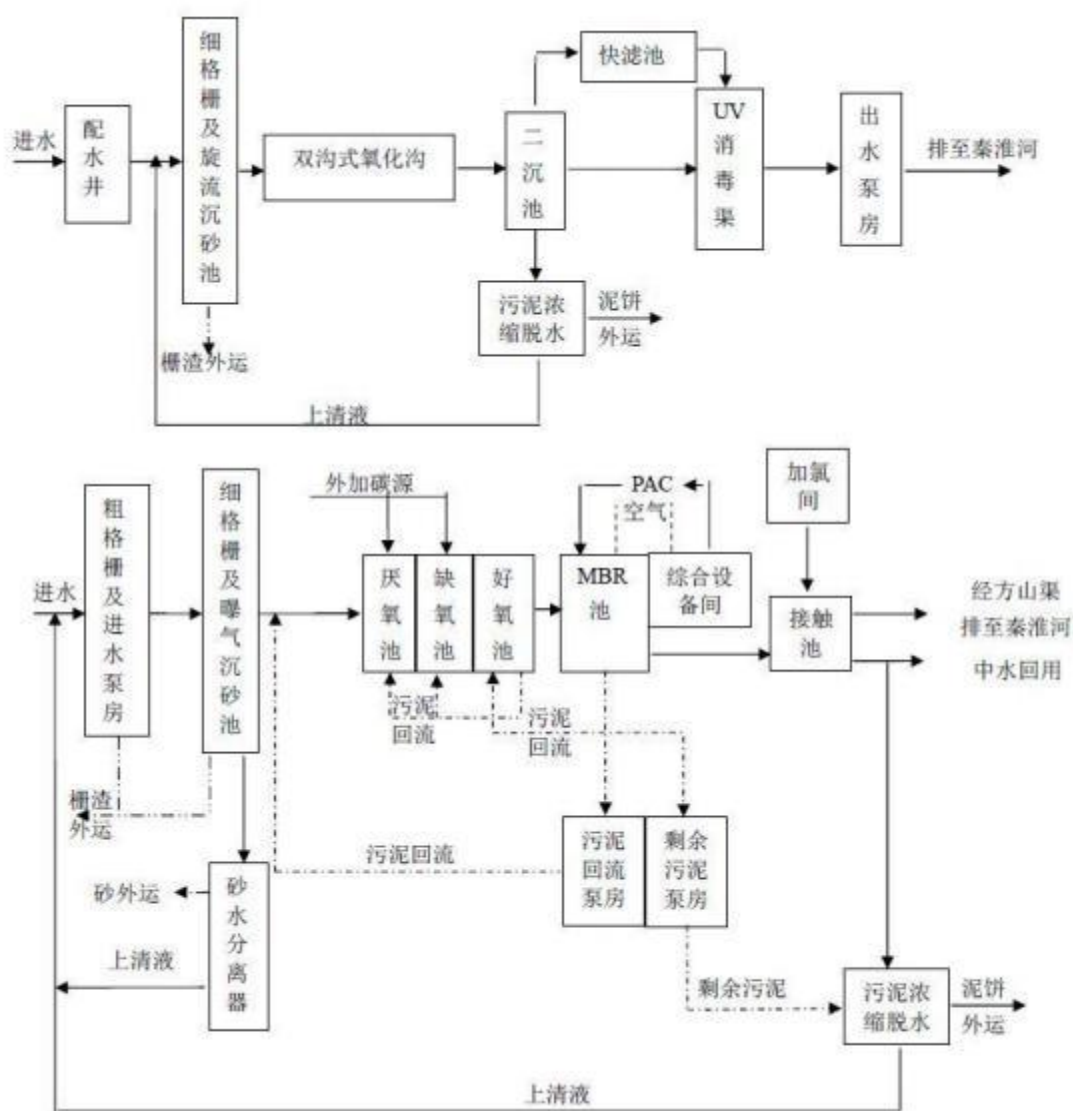 进水
配水井
细格栅及旋流沉砂池
双沟式氧化沟
二沉池
快滤池
UV
消毒渠
出水泵房
排至秦淮河
污泥浓
缩脱水
泥饼
外运
栅渣外运
上清液
进水
粗格栅及进水泵房
细格栅及曝气沉砂池
外加碳源
厌氧池
缺氧池
好氧池
PAC
空气
MBR
池
综合设
备间
加氯
间
接触
池
经方山渠
排至秦淮河
中水回用
污泥
回流
污泥
回流
栅渣
外运
污泥回流
污泥
回流
泵房
剩余
污泥
泵房
砂外运
砂水分离器
上清液
剩余污泥
污泥浓
缩脱水
泥饼
外运
上清液